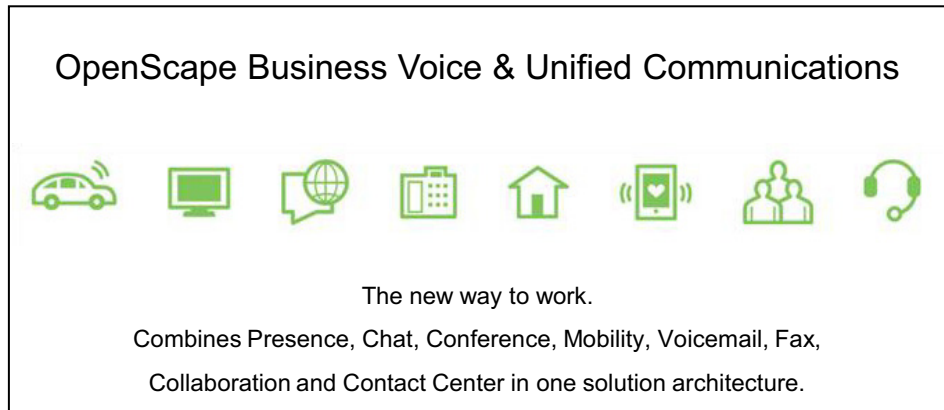 OpenScape Business Voice & Unified Communications
The new way to work.
Combines Presence, Chat, Conference, Mobility, Voicemail, Fax,
Collaboration and Contact Center in one solution architecture.